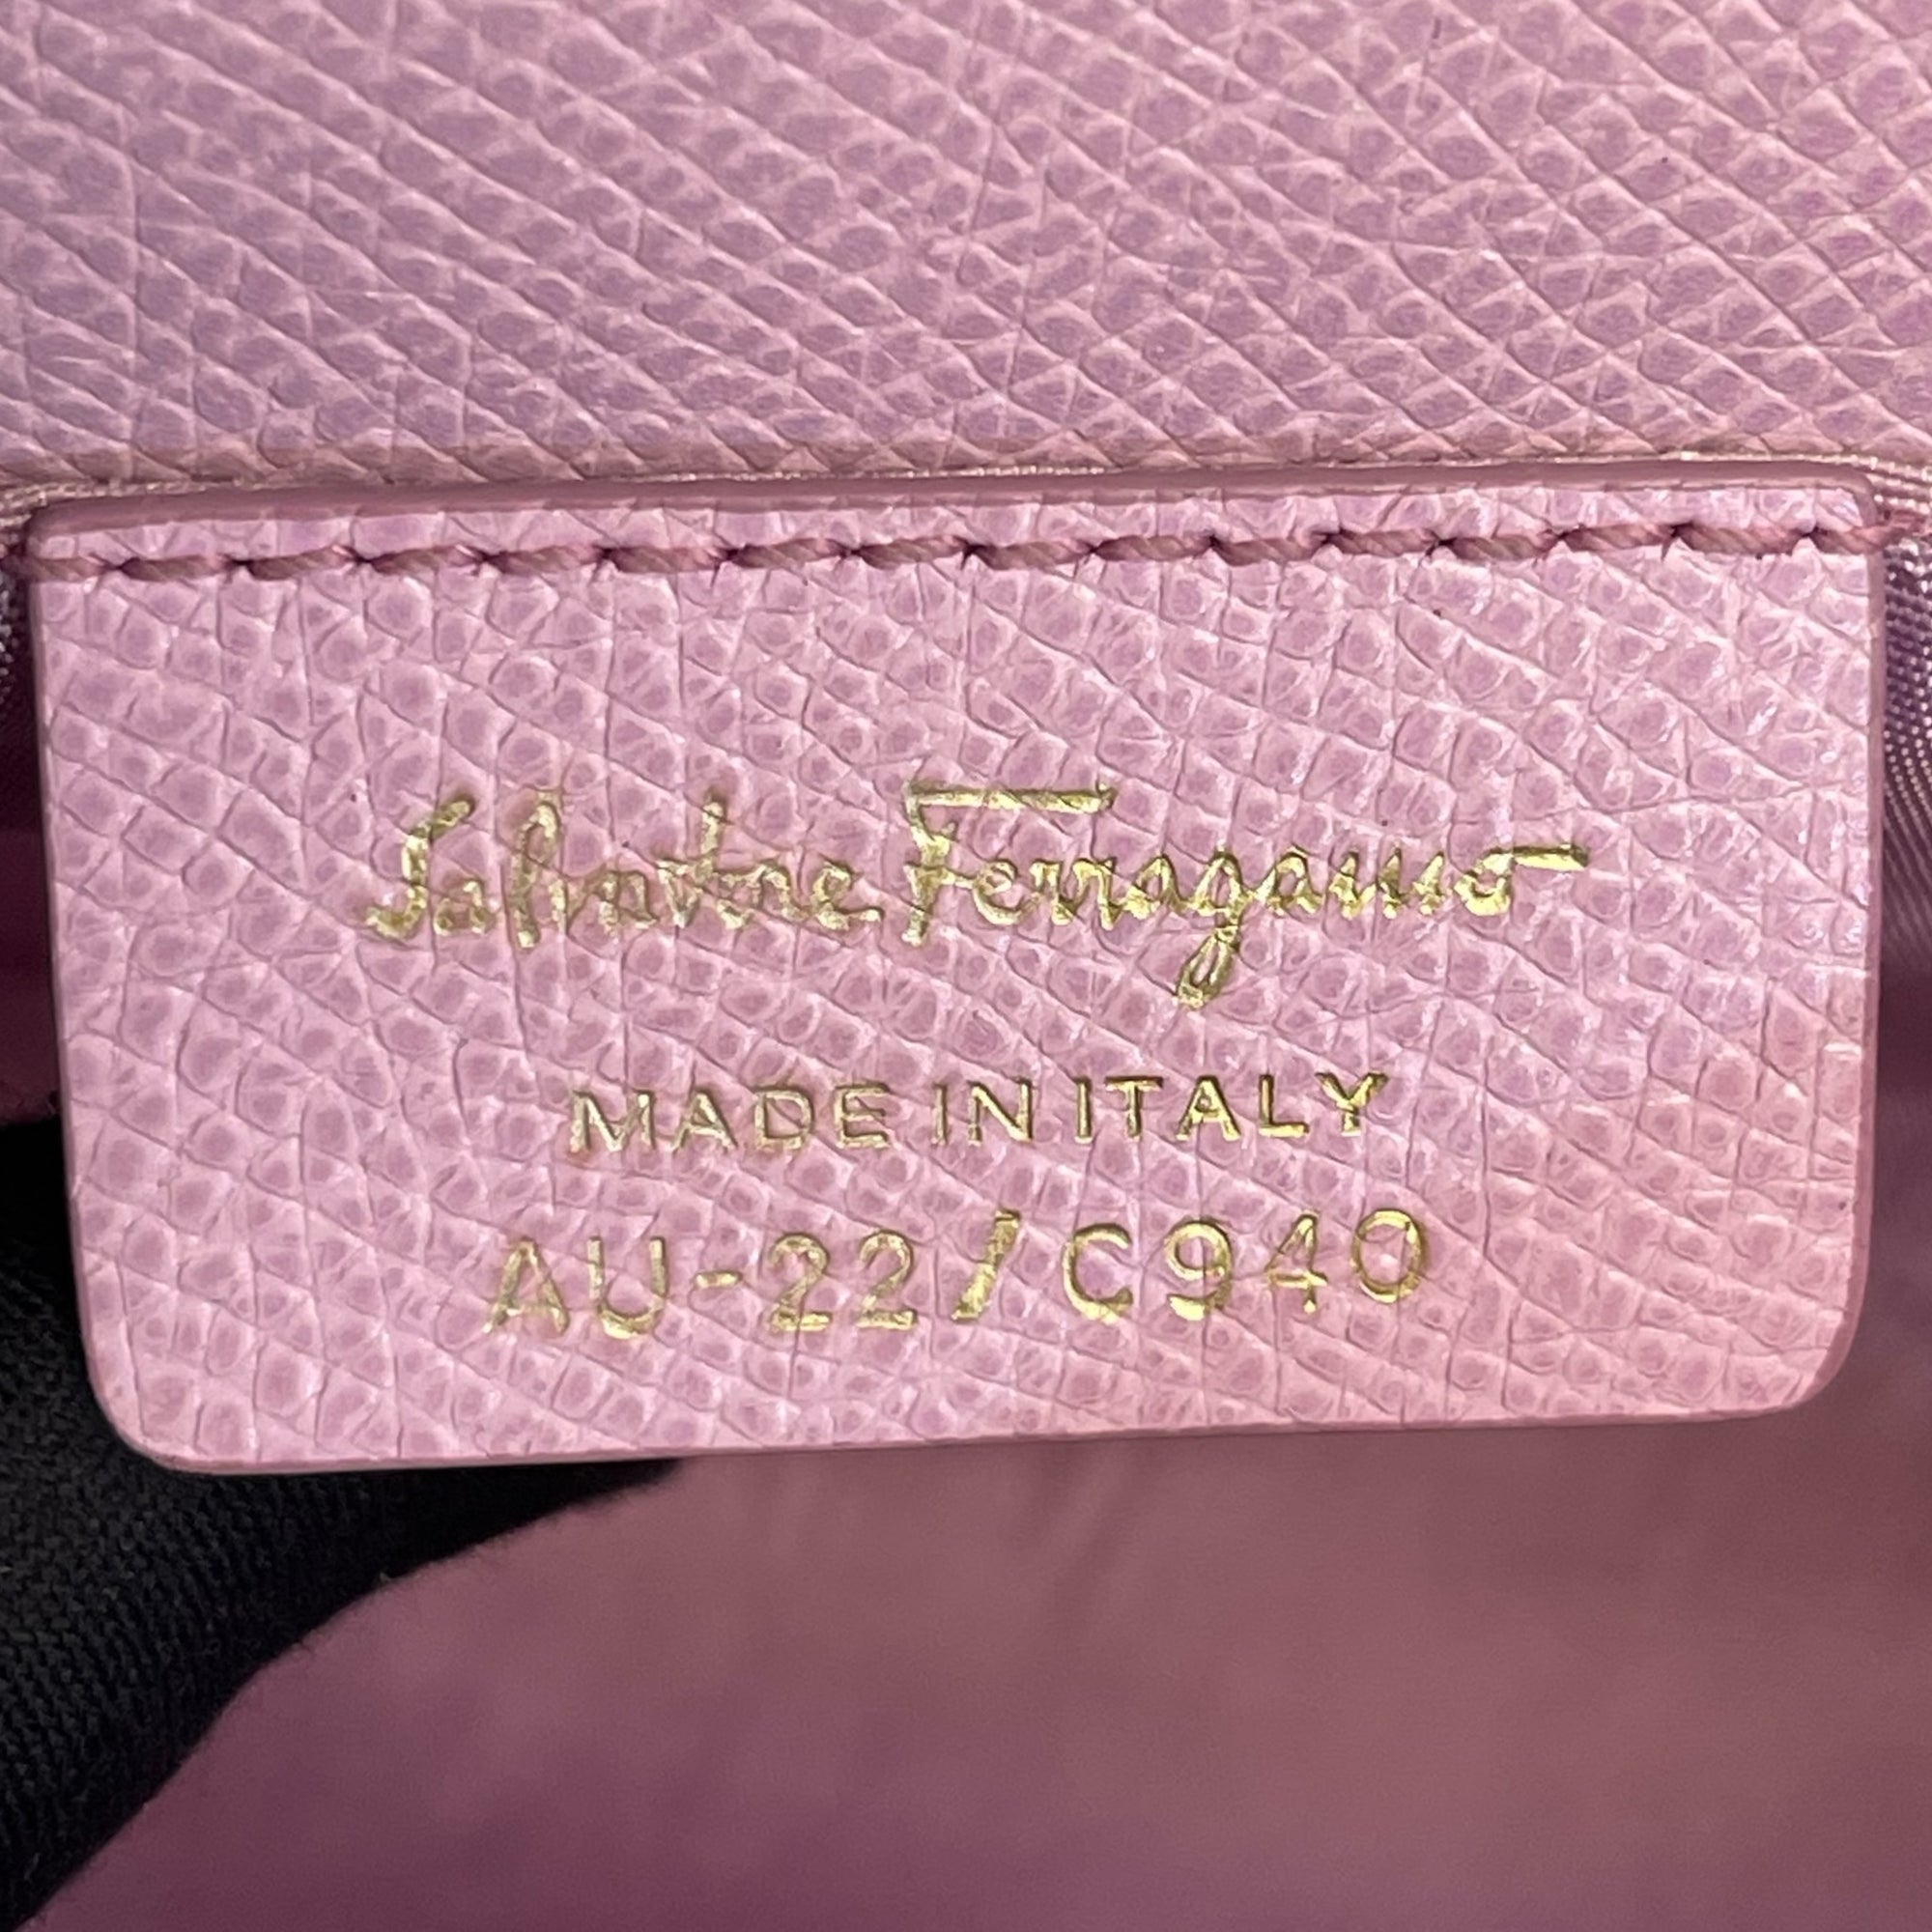 Salvatore Ferragamo
MADE IN ITALY
AU-22/C940